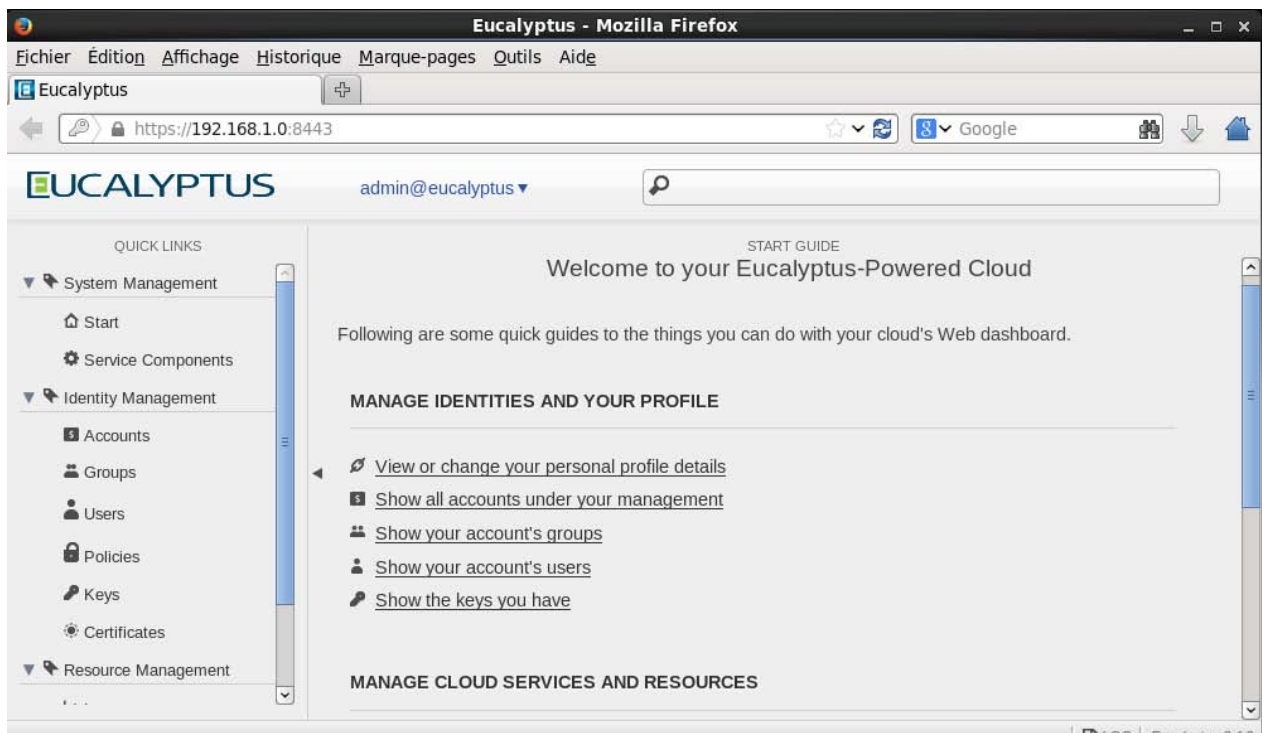 Eucalyptus - Mozilla Firefox
Fichier Édition Affichage Historique Marque-pages Outils Aide
Eucalyptus
https://192.168.1.0:8443
Google
EUCALYPTUS
admin@eucalyptus
QUICK LINKS
System Management
Start
Service Components
Identity Management
Accounts
Groups
Users
Policies
Keys
Certificates
Resource Management
START GUIDE
Welcome to your Eucalyptus-Powered Cloud
Following are some quick guides to the things you can do with your cloud's Web dashboard.
MANAGE IDENTITIES AND YOUR PROFILE
View or change your personal profile details
Show all accounts under your management
Show your account's groups
Show your account's users
Show the keys you have
MANAGE CLOUD SERVICES AND RESOURCES